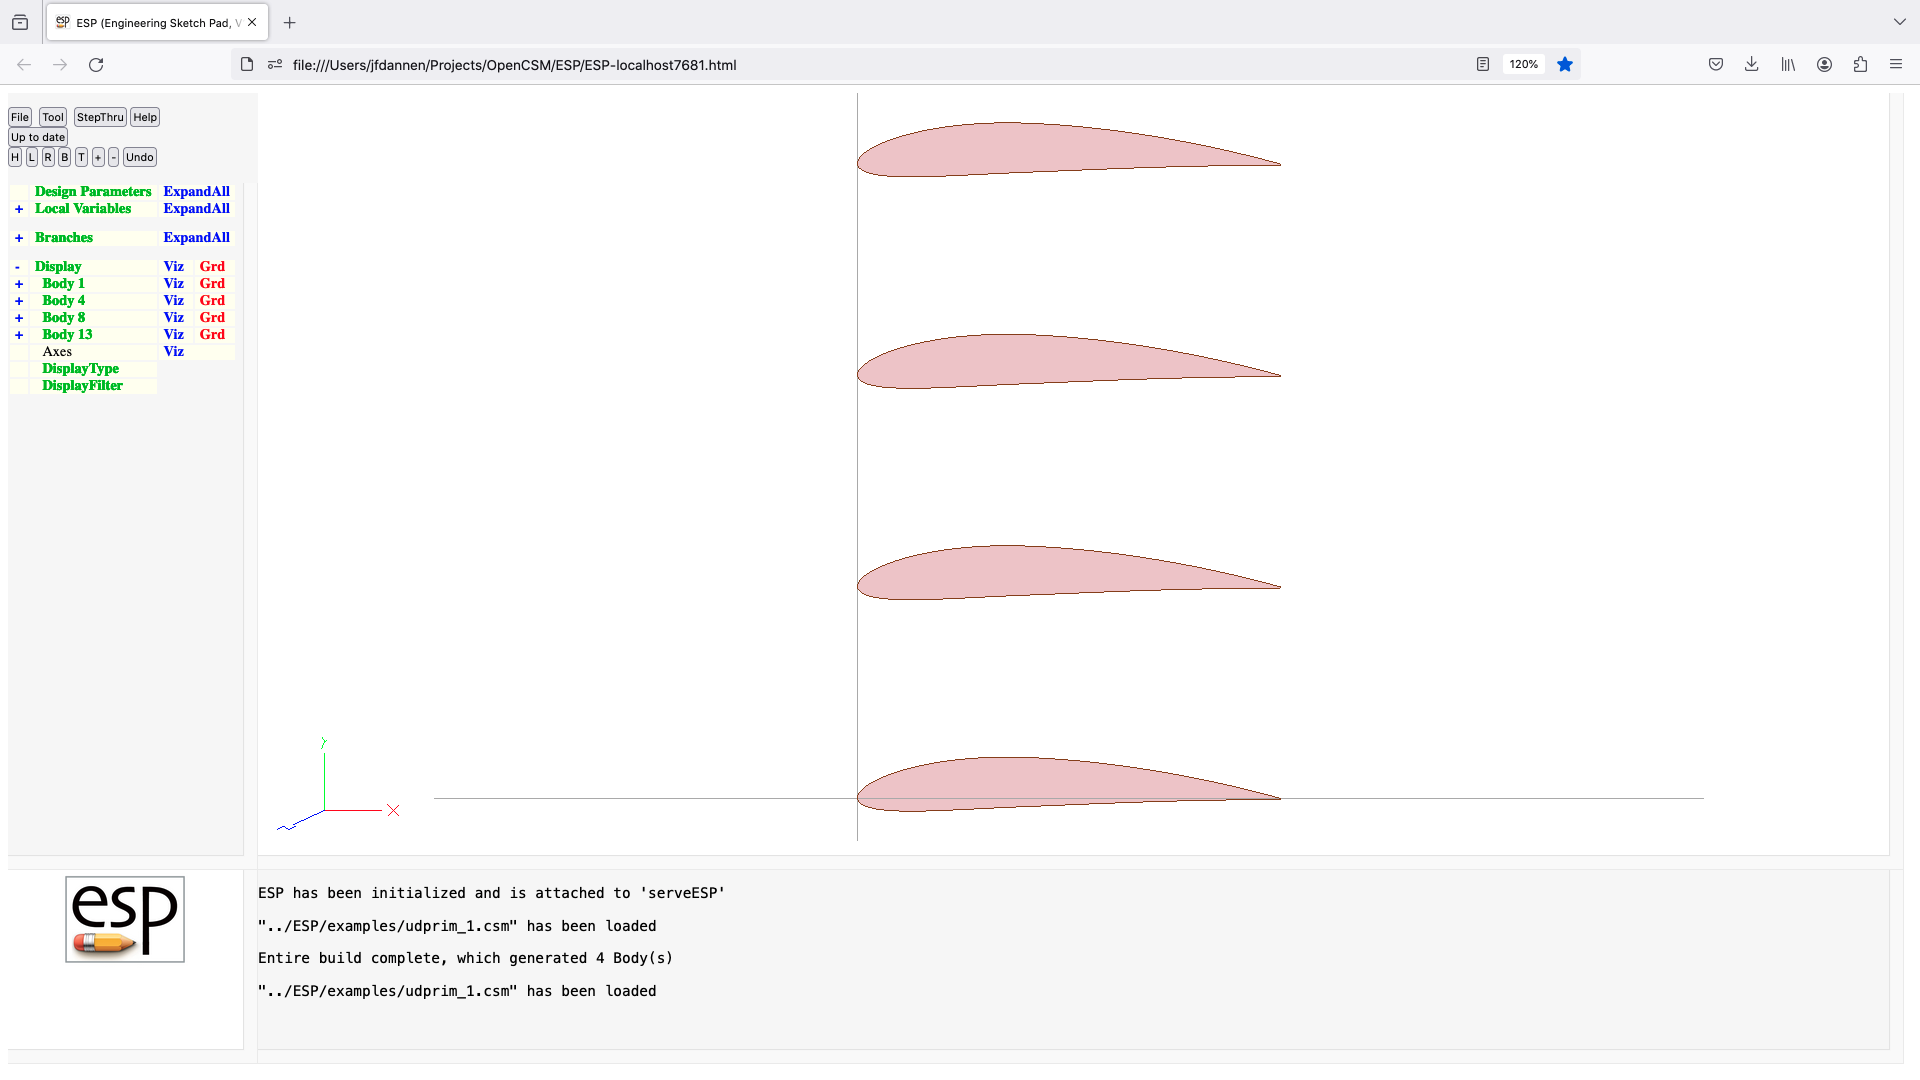 ESP (Engineering Sketch Pad, V
file:///Users/jfdannen/Projects/OpenCSM/ESP/ESP-localhost7681.html
120%
File Tool StepThru Help
Up to date
H L R B T + - Undo
Design Parameters ExpandAll
+ Local Variables ExpandAll
+ Branches ExpandAll
- Display Viz Grd
+ Body 1 Viz Grd
+ Body 4 Viz Grd
+ Body 8 Viz Grd
+ Body 13 Viz Grd
Axes Viz
DisplayType
DisplayFilter
Y
X
Z
esp
ESP has been initialized and is attached to 'serveESP'
"../ESP/examples/udprim_1.csm" has been loaded
Entire build complete, which generated 4 Body(s)
"../ESP/examples/udprim_1.csm" has been loaded